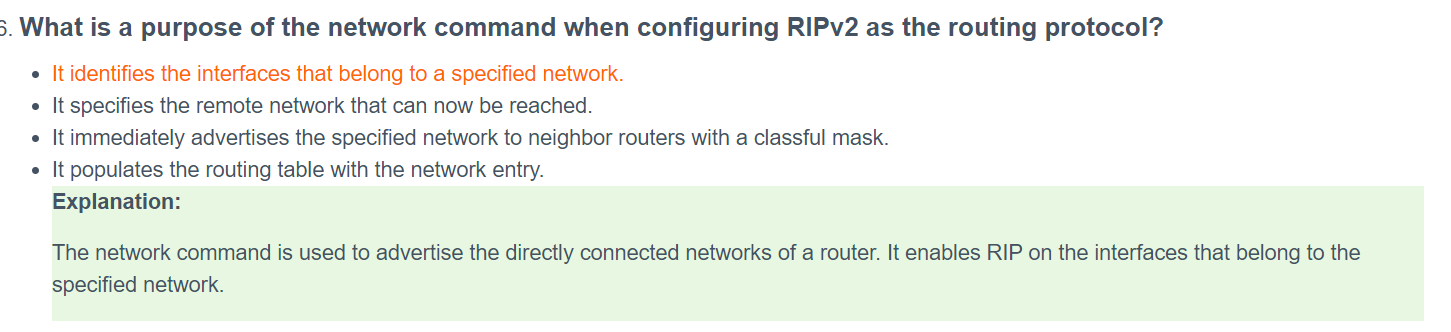 6. What is a purpose of the network command when configuring RIPv2 as the routing protocol?
• It identifies the interfaces that belong to a specified network.
• It specifies the remote network that can now be reached.
• It immediately advertises the specified network to neighbor routers with a classful mask.
• It populates the routing table with the network entry.
Explanation:
The network command is used to advertise the directly connected networks of a router. It enables RIP on the interfaces that belong to the
specified network.